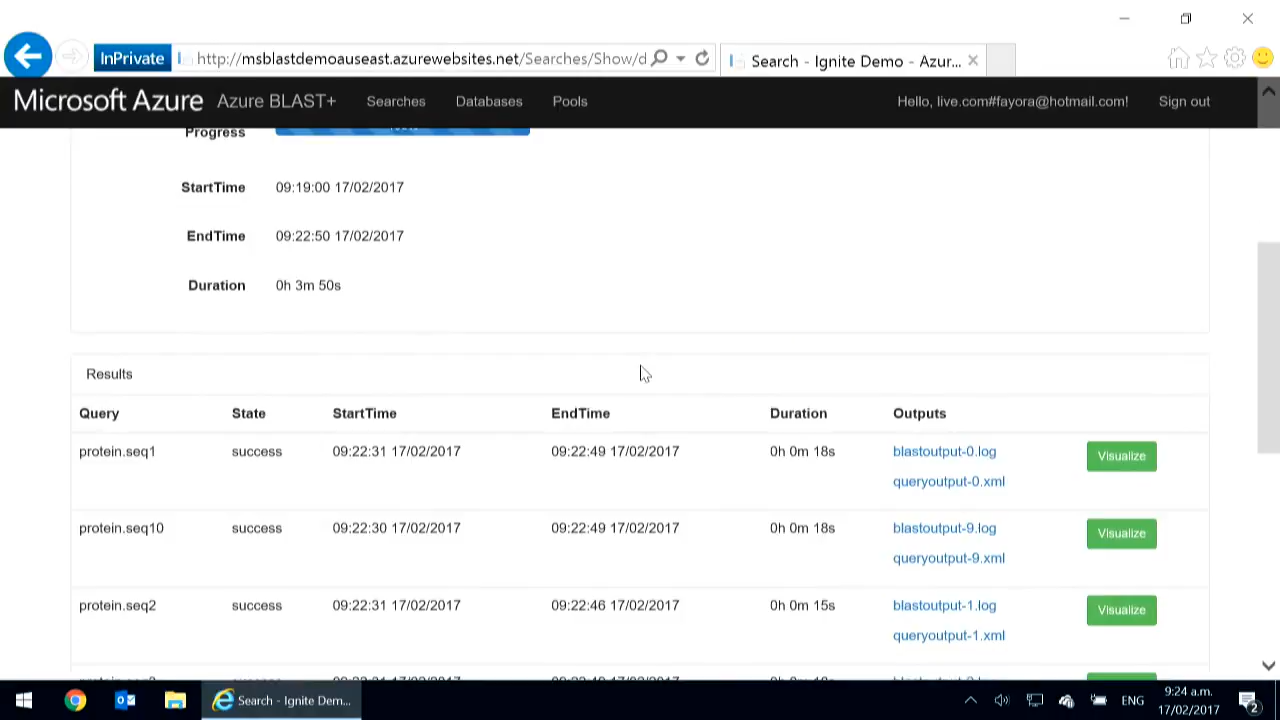 InPrivate
http://msblastdemoauseast.azurewebsites.net/Searches/Show/d
Search - Ignite Demo - Azur...
Microsoft Azure Azure BLAST+ Searches Databases Pools Hello, live.com#fayora@hotmail.com! Sign out
Progress
StartTime 09:19:00 17/02/2017
EndTime 09:22:50 17/02/2017
Duration 0h 3m 50s
Results
Query State StartTime EndTime Duration Outputs
protein.seq1 success 09:22:31 17/02/2017 09:22:49 17/02/2017 0h 0m 18s blastoutput-0.log Visualize
queryoutput-0.xml
protein.seq10 success 09:22:30 17/02/2017 09:22:49 17/02/2017 0h 0m 18s blastoutput-9.log Visualize
queryoutput-9.xml
protein.seq2 success 09:22:31 17/02/2017 09:22:46 17/02/2017 0h 0m 15s blastoutput-1.log Visualize
queryoutput-1.xml
Search - Ignite Dem...
ENG
9:24 a.m.
17/02/2017
2